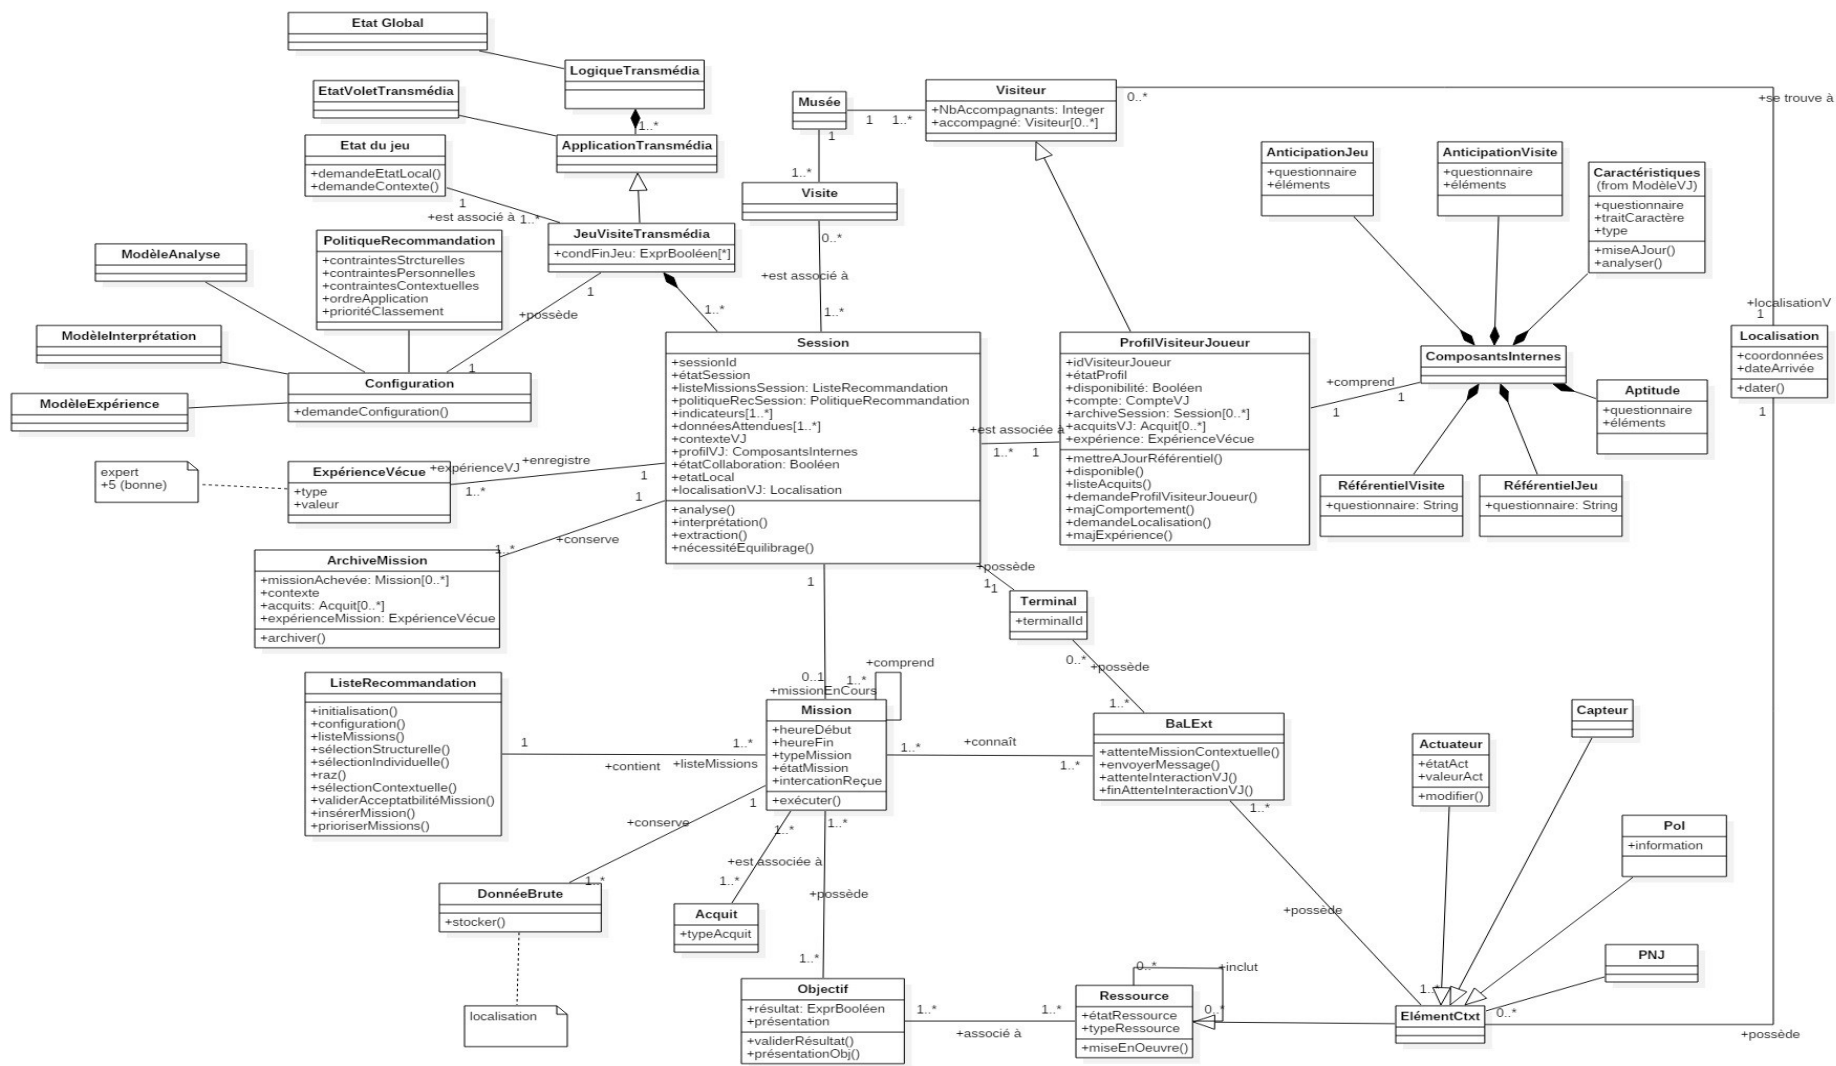 Etat Global
LogiqueTransmédia
EtatVoletTransmédia
1..*
ApplicationTransmédia
Etat du jeu
+demandeEtatLocal()
+demandeContexte()
1
+est associé à
1..*
JeuVisiteTransmédia
+condFinJeu: ExprBooléen[*]
Musée
1
1..*
1
1..*
Visiteur
+NbAccompagnants: Integer
+accompagné: Visiteur[0..*]
0..*
+se trouve à
Visite
0..*
+est associé à
1..*
AnticipationJeu
+questionnaire
+éléments
AnticipationVisite
+questionnaire
+éléments
Caractéristiques
(from ModèleVJ)
+questionnaire
+traitCaractère
+type
+miseAJour()
+analyser()
ModèleAnalyse
PolitiqueRecommandation
+contraintesStrcturelles
+contraintesPersonnelles
+contraintesContextuelles
+ordreApplication
+prioritéClassement
1
+possède
1
1..*
ModèleInterprétation
Configuration
+demandeConfiguration()
ModèleExpérience
Session
+sessionId
+étatSession
+listeMissionsSession: ListeRecommandation
+politiqueRecSession: PolitiqueRecommandation
+indicateurs[1..*]
+donnéesAttendues[1..*]
+contexteVJ
+profilVJ: ComposantsInternes
+étatCollaboration: Booléen
+etatLocal
+localisationVJ: Localisation
+analyse()
+interprétation()
+extraction()
+nécessitéEquilibrage()
+est associée à
1..*
1
ProfilVisiteurJoueur
+idVisiteurJoueur
+étatProfil
+disponibilité: Booléen
+compte: CompteVJ
+archiveSession: Session[0..*]
+acquitsVJ: Acquit[0..*]
+expérience: ExpérienceVécue
+mettreAJourRéférentiel()
+disponible()
+listeAcquits()
+demandeProfilVisiteurJoueur()
+majComportement()
+demandeLocalisation()
+majExpérience()
+comprend
1
1
ComposantsInternes
+localisationV
1
Localisation
+coordonnées
+dateArrivée
+dater()
1
Aptitude
+questionnaire
+éléments
RéférentielVisite
+questionnaire: String
RéférentielJeu
+questionnaire: String
expert
+5 (bonne)
ExpérienceVécue
+type
+valeur
+expérienceVJ
+enregistre
1..*
1
1
+conserve
1..*
ArchiveMission
+missionAchevée: Mission[0..*]
+contexte
+acquits: Acquit[0..*]
+expérienceMission: ExpérienceVécue
+archiver()
+possède
1
1
Terminal
+terminalId
0..*
+possède
1..*
1
0..1
+missionEnCours
+comprend
1..*
ListeRecommandation
+initialisation()
+configuration()
+listeMissions()
+sélectionStructurelle()
+sélectionIndividuelle()
+raz()
+sélectionContextuelle()
+validerAcceptatbilitéMission()
+insérerMission()
+prioriserMissions()
1
+contient
1..*
+listeMissions
Mission
+heureDébut
+heureFin
+typeMission
+étatMission
+intercationReçue
+exécuter()
1..*
+connaît
1..*
BaLExt
+attenteMissionContextuelle()
+envoyerMessage()
+attenteInteractionVJ()
+finAttenteInteractionVJ()
1..*
+possède
1..*
Capteur
Actuateur
+étatAct
+valeurAct
+modifier()
PoI
+information
PNJ
1
+conserve
1..*
DonnéeBrute
+stocker()
localisation
1..*
+est associée à
1..*
Acquit
+typeAcquit
1..*
+possède
1..*
Objectif
+résultat: ExprBooléen
+présentation
+validerRésultat()
+présentationObj()
1..*
+associé à
1..*
Ressource
+étatRessource
+typeRessource
+miseEnOeuvre()
0..*
+inclut
0..*
ElémentCtxt
0..*
+possède